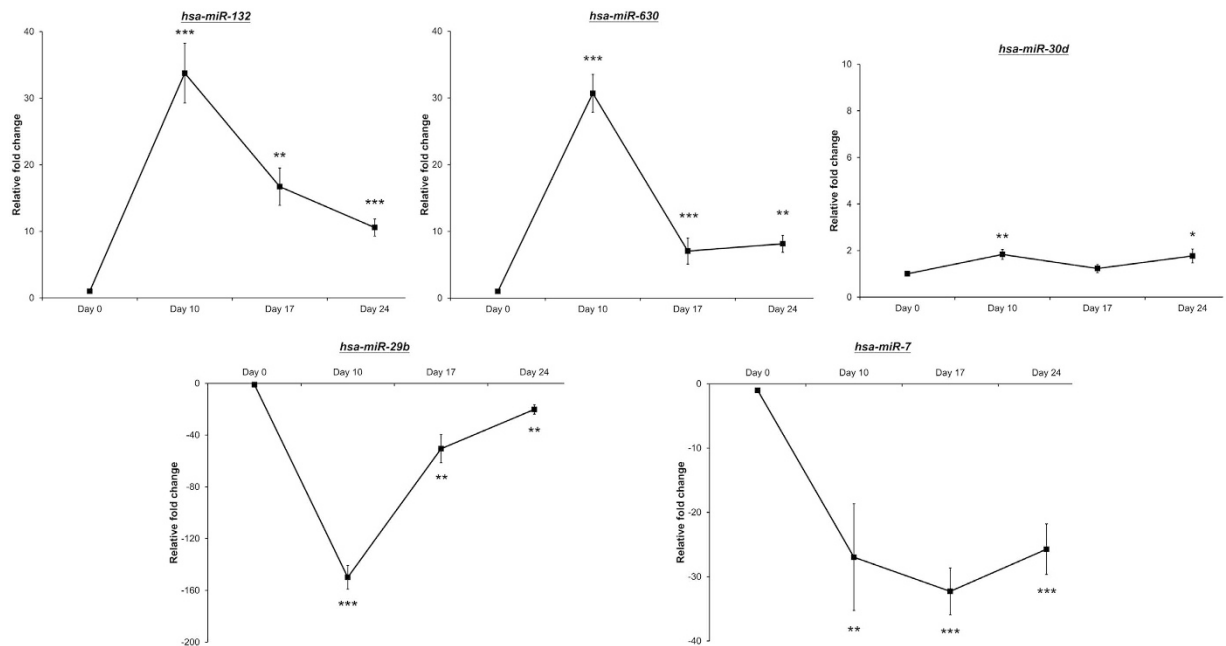 hsa-miR-132
Relative fold change
40
30
20
10
0
***
**
***
Day 0 Day 10 Day 17 Day 24
hsa-miR-630
Relative fold change
40
30
20
10
0
***
***
**
Day 0 Day 10 Day 17 Day 24
hsa-miR-30d
Relative fold change
10
8
6
4
2
0
**
*
Day 0 Day 10 Day 17 Day 24
hsa-miR-29b
Day 0 Day 10 Day 17 Day 24
Relative fold change
0
-40
-80
-120
-160
-200
***
**
**
hsa-miR-7
Day 0 Day 10 Day 17 Day 24
Relative fold change
0
-10
-20
-30
-40
**
***
***